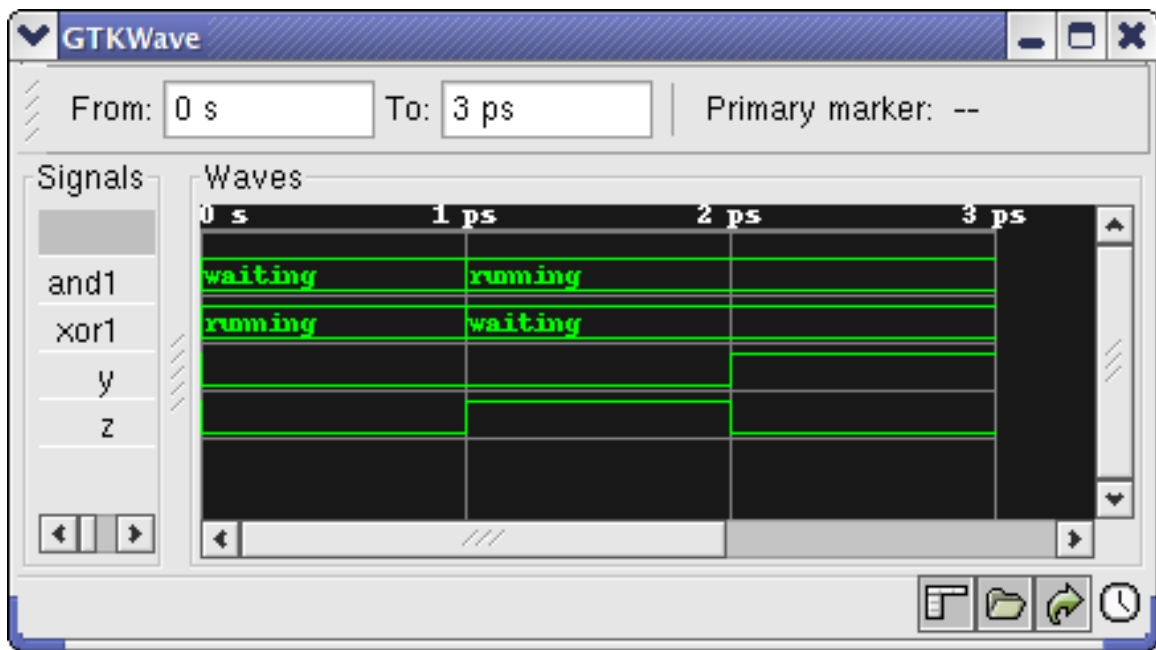 GTKWave
From: 0 s To: 3 ps Primary marker: --
Signals Waves
0 s 1 ps 2 ps 3 ps
and1 waiting running
xor1 running waiting
y
z